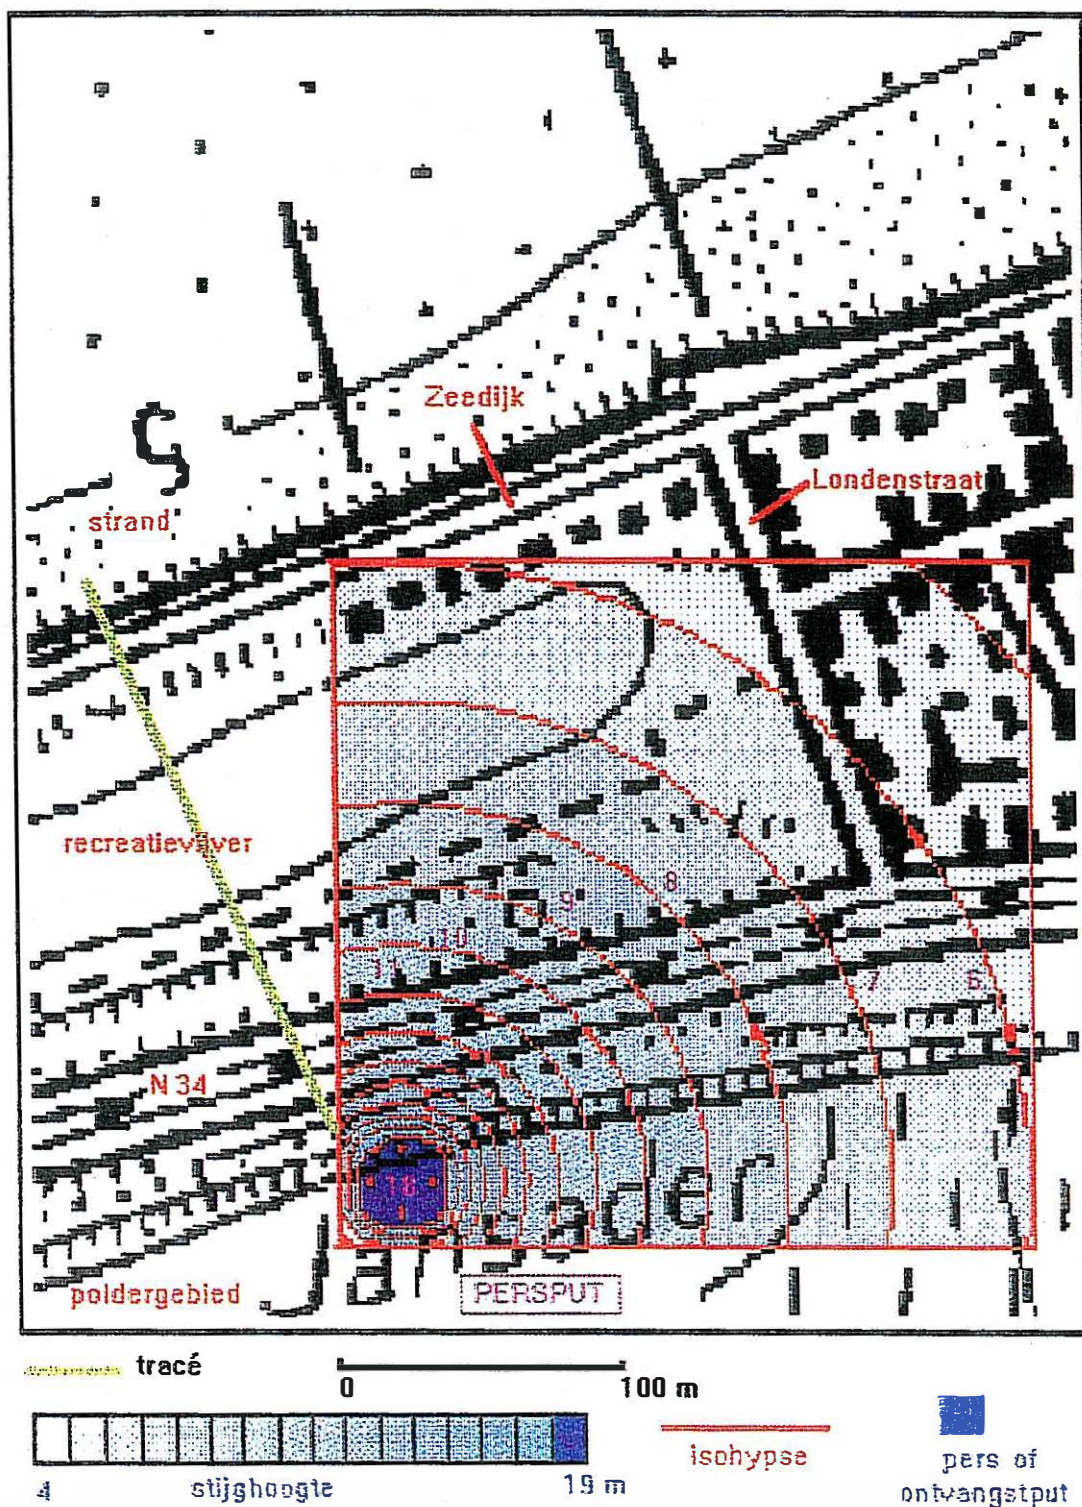 Zeedijk
Londenstraat
strand
recreatievijver
8
9
10
11
7
6
N 34
18
poldergebied
PERSPUT
tracé
0 100 m
4 stijghoogte 19 m
isohypse
pers of
ontvangstput